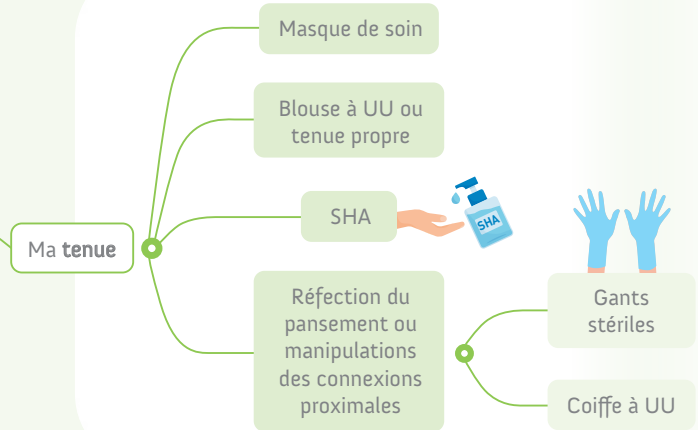 Masque de soin
Blouse à UU ou
tenue propre
SHA
SHA
Ma tenue
Réfection du
pansement ou
manipulations
des connexions
proximales
Gants
stériles
Coiffe à UU